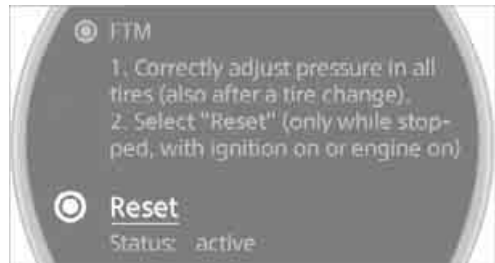 FTM
1. Correctly adjust pressure in all
tires (also after a tire change).
2. Select "Reset" (only while stop-
ped, with ignition on or engine on)
Reset
Status: active